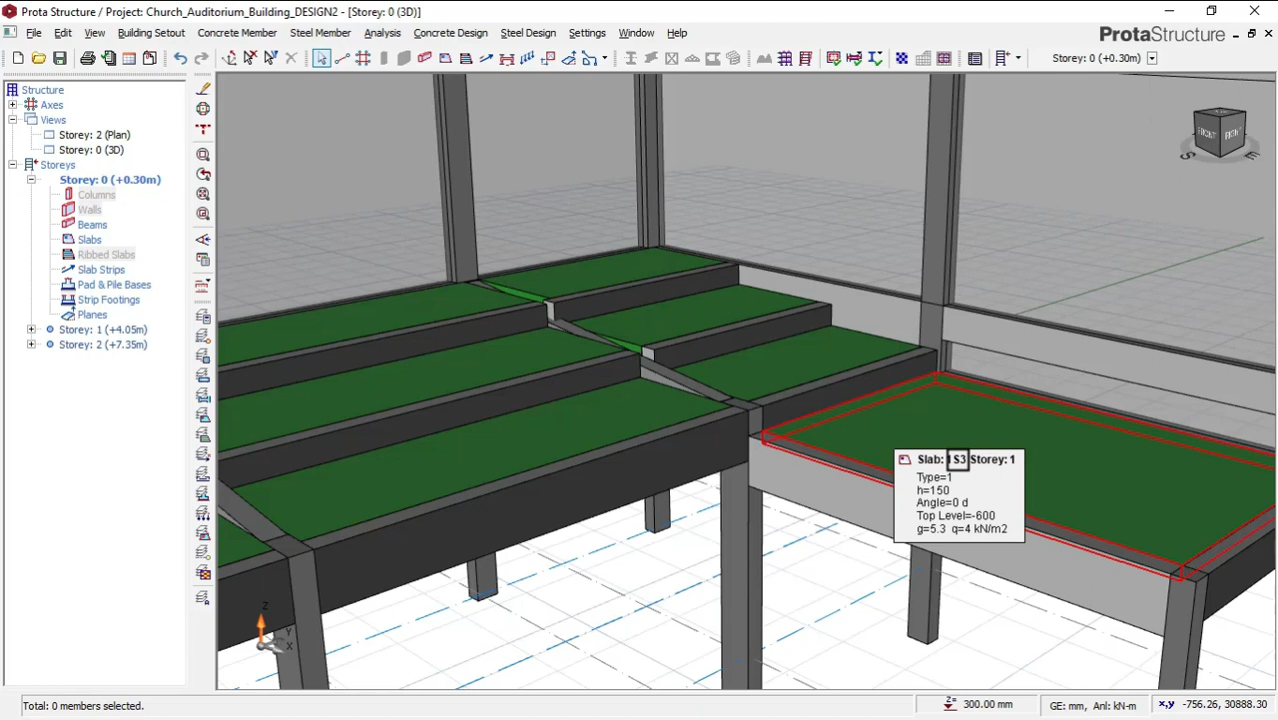 Prota Structure / Project: Church_Auditorium_Building_DESIGN2 - [Storey: 0 (3D)]
File Edit View Building Setout Concrete Member Steel Member Analysis Concrete Design Steel Design Settings Window Help
ProtaStructure
Storey: 0 (+0.30m)
Structure
Axes
Views
Storey: 2 (Plan)
Storey: 0 (3D)
Storeys
Storey: 0 (+0.30m)
Columns
Walls
Beams
Slabs
Ribbed Slabs
Slab Strips
Pad & Pile Bases
Strip Footings
Planes
Storey: 1 (+4.05m)
Storey: 2 (+7.35m)
FRONT RIGHT
S E
Slab: 1S3 Storey: 1
Type=1
h=150
Angle=0 d
Top Level=-600
g=5.3 q=4 kN/m2
Z
Y
X
Total: 0 members selected.
Z= 300.00 mm
GE: mm, Anl: kN-m
x,y -756.26, 30888.30